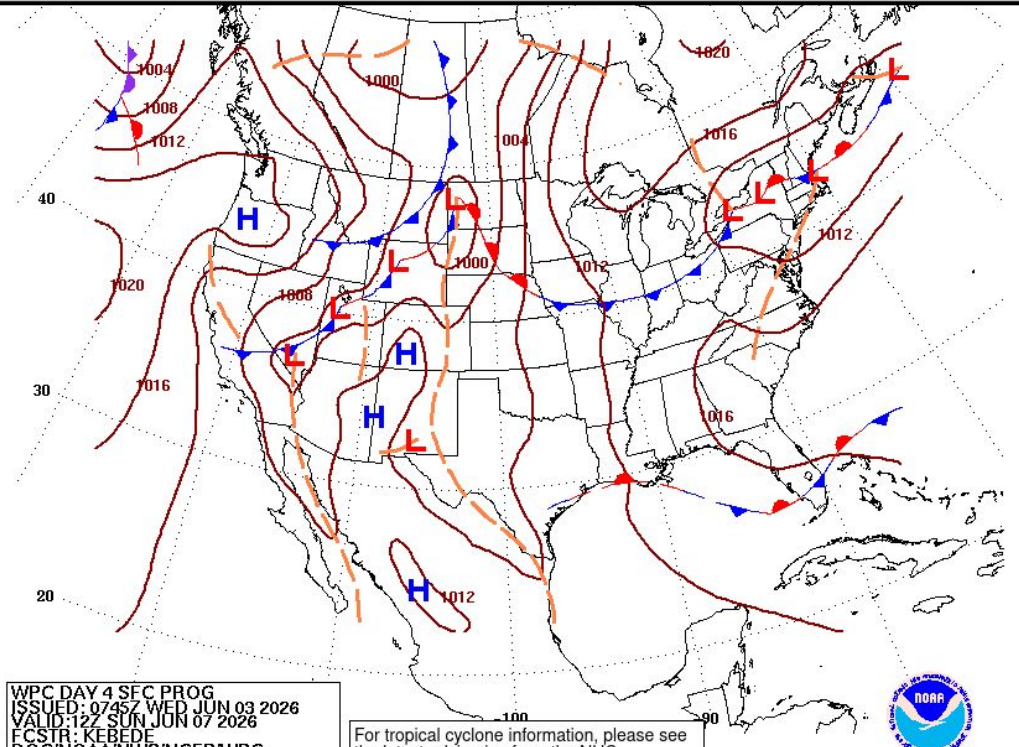 1020
1004
1000
1008
1004
1016
1012
L
L
L
40
H
L
L
L
1012
L
1000
1012
1020
1008
L
L
H
1016
30
H
1016
L
H
1012
20
WPC DAY 4 SFC PROG
ISSUED: 0745Z WED JUN 03 2026
VALID:12Z SUN JUN 07 2026
FCSTR: KEBEDE
-100
90
NOAA
For tropical cyclone information, please see